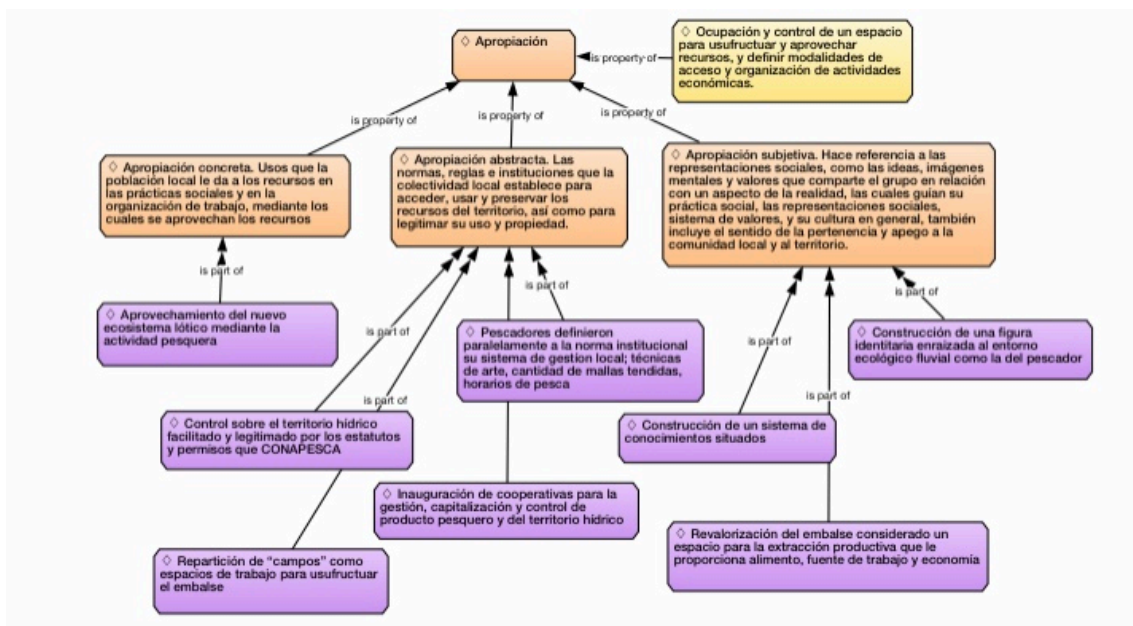 ◇ Apropiación
◇ Ocupación y control de un espacio
para usufructuar y aprovechar
recursos, y definir modalidades de
acceso y organización de actividades
económicas.
is property of
is property of
is property of
is property of
◇ Apropiación concreta. Usos que la
población local le da a los recursos en
las prácticas sociales y en la
organización de trabajo, mediante los
cuales se aprovechan los recursos
◇ Apropiación abstracta. Las
normas, reglas e instituciones que la
colectividad local establece para
acceder, usar y preservar los
recursos del territorio, así como para
legitimar su uso y propiedad.
◇ Apropiación subjetiva. Hace referencia a las
representaciones sociales, como las ideas, imágenes
mentales y valores que comparte el grupo en relación
con un aspecto de la realidad, las cuales guían su
práctica social, las representaciones sociales,
sistema de valores, y su cultura en general, también
incluye el sentido de la pertenencia y apego a la
comunidad local y al territorio.
is part of
is part of
is part of
◇ Aprovechamiento del nuevo
ecosistema lótico mediante la
actividad pesquera
is part of
◇ Pescadores definieron
paralelamente a la norma institucional
su sistema de gestion local; técnicas
de arte, cantidad de mallas tendidas,
horarios de pesca
is part of
◇ Construcción de una figura
identitaria enraizada al entorno
ecológico fluvial como la del pescador
is part of
is part of
◇ Control sobre el territorio hídrico
facilitado y legitimado por los estatutos
y permisos que CONAPESCA
◇ Construcción de un sistema de
conocimientos situados
◇ Inauguración de cooperativas para la
gestión, capitalización y control de
producto pesquero y del territorio hídrico
◇ Revalorización del embalse considerado un
espacio para la extracción productiva que le
proporciona alimento, fuente de trabajo y economía
◇ Repartición de “campos” como
espacios de trabajo para usufructuar
el embalse